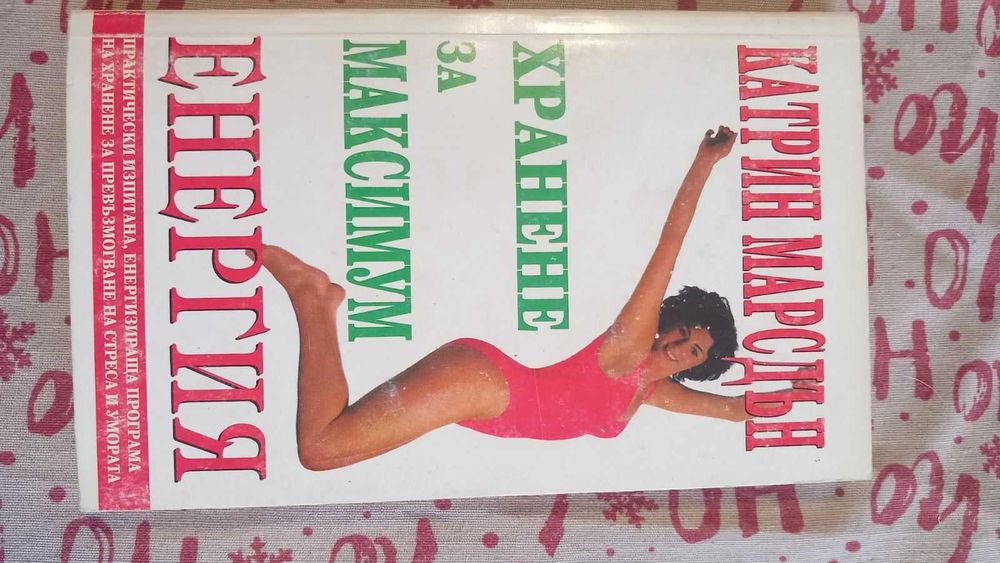 КАТРИН МАРСДЪН
ХРАНЕНЕ
ЗА
МАКСИМУМ
ЕНЕРГИЯ
ПРАКТИЧЕСКИ ИЗПИТАНА, ЕНЕРГИЗИРАЩА ПРОГРАМА
НА ХРАНЕНЕ ЗА ПРЕВЪЗМОГВАНЕ НА СТРЕСА И УМОРАТА